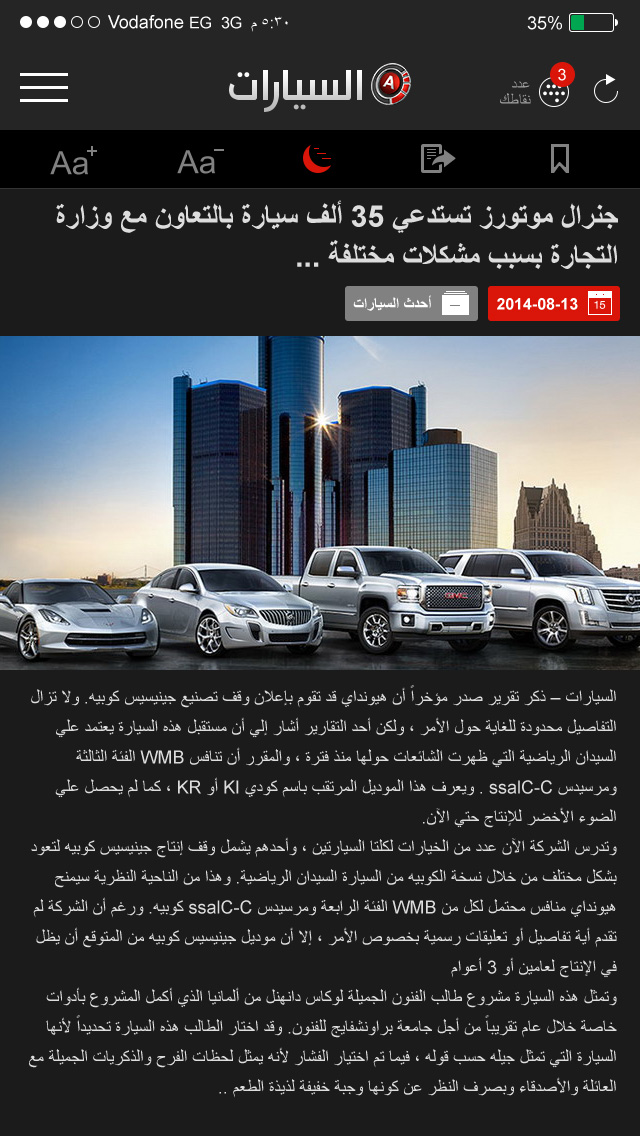 Vodafone EG 3G ٥:٣٠ م 35%
السيارات A
عدد
نقاطك
3
Aa+ Aa-
جنرال موتورز تستدعي 35 ألف سيارة بالتعاون مع وزارة
التجارة بسبب مشكلات مختلفة ...
15 2014-08-13 أحدث السيارات
السيارات – ذكر تقرير صدر مؤخراً أن هيونداي قد تقوم بإعلان وقف تصنيع جينيسيس كوبيه. ولا تزال
التفاصيل محدودة للغاية حول الأمر ، ولكن أحد التقارير أشار إلي أن مستقبل هذه السيارة يعتمد علي
السيدان الرياضية التي ظهرت الشائعات حولها منذ فترة ، والمقرر أن تنافس WMB الفئة الثالثة
ومرسيدس ssalC-C . ويعرف هذا الموديل المرتقب باسم كودي KI أو KR ، كما لم يحصل علي
الضوء الأخضر للإنتاج حتي الآن.
وتدرس الشركة الآن عدد من الخيارات لكلتا السيارتين ، وأحدهم يشمل وقف إنتاج جينيسيس كوبيه لتعود
بشكل مختلف من خلال نسخة الكوبيه من السيارة السيدان الرياضية. وهذا من الناحية النظرية سيمنح
هيونداي منافس محتمل لكل من WMB الفئة الرابعة ومرسيدس ssalC-C كوبيه. ورغم أن الشركة لم
تقدم أية تفاصيل أو تعليقات رسمية بخصوص الأمر ، إلا أن موديل جينيسيس كوبيه من المتوقع أن يظل
في الإنتاج لعامين أو 3 أعوام
وتمثل هذه السيارة مشروع طالب الفنون الجميلة لوكاس دانهنل من ألمانيا الذي أكمل المشروع بأدوات
خاصة خلال عام تقريباً من أجل جامعة براونشفايج للفنون. وقد اختار الطالب هذه السيارة تحديداً لأنها
السيارة التي تمثل جيله حسب قوله ، فيما تم اختيار الفشار لأنه يمثل لحظات الفرح والذكريات الجميلة مع
العائلة والأصدقاء وبصرف النظر عن كونها وجبة خفيفة لذيذة الطعم ..